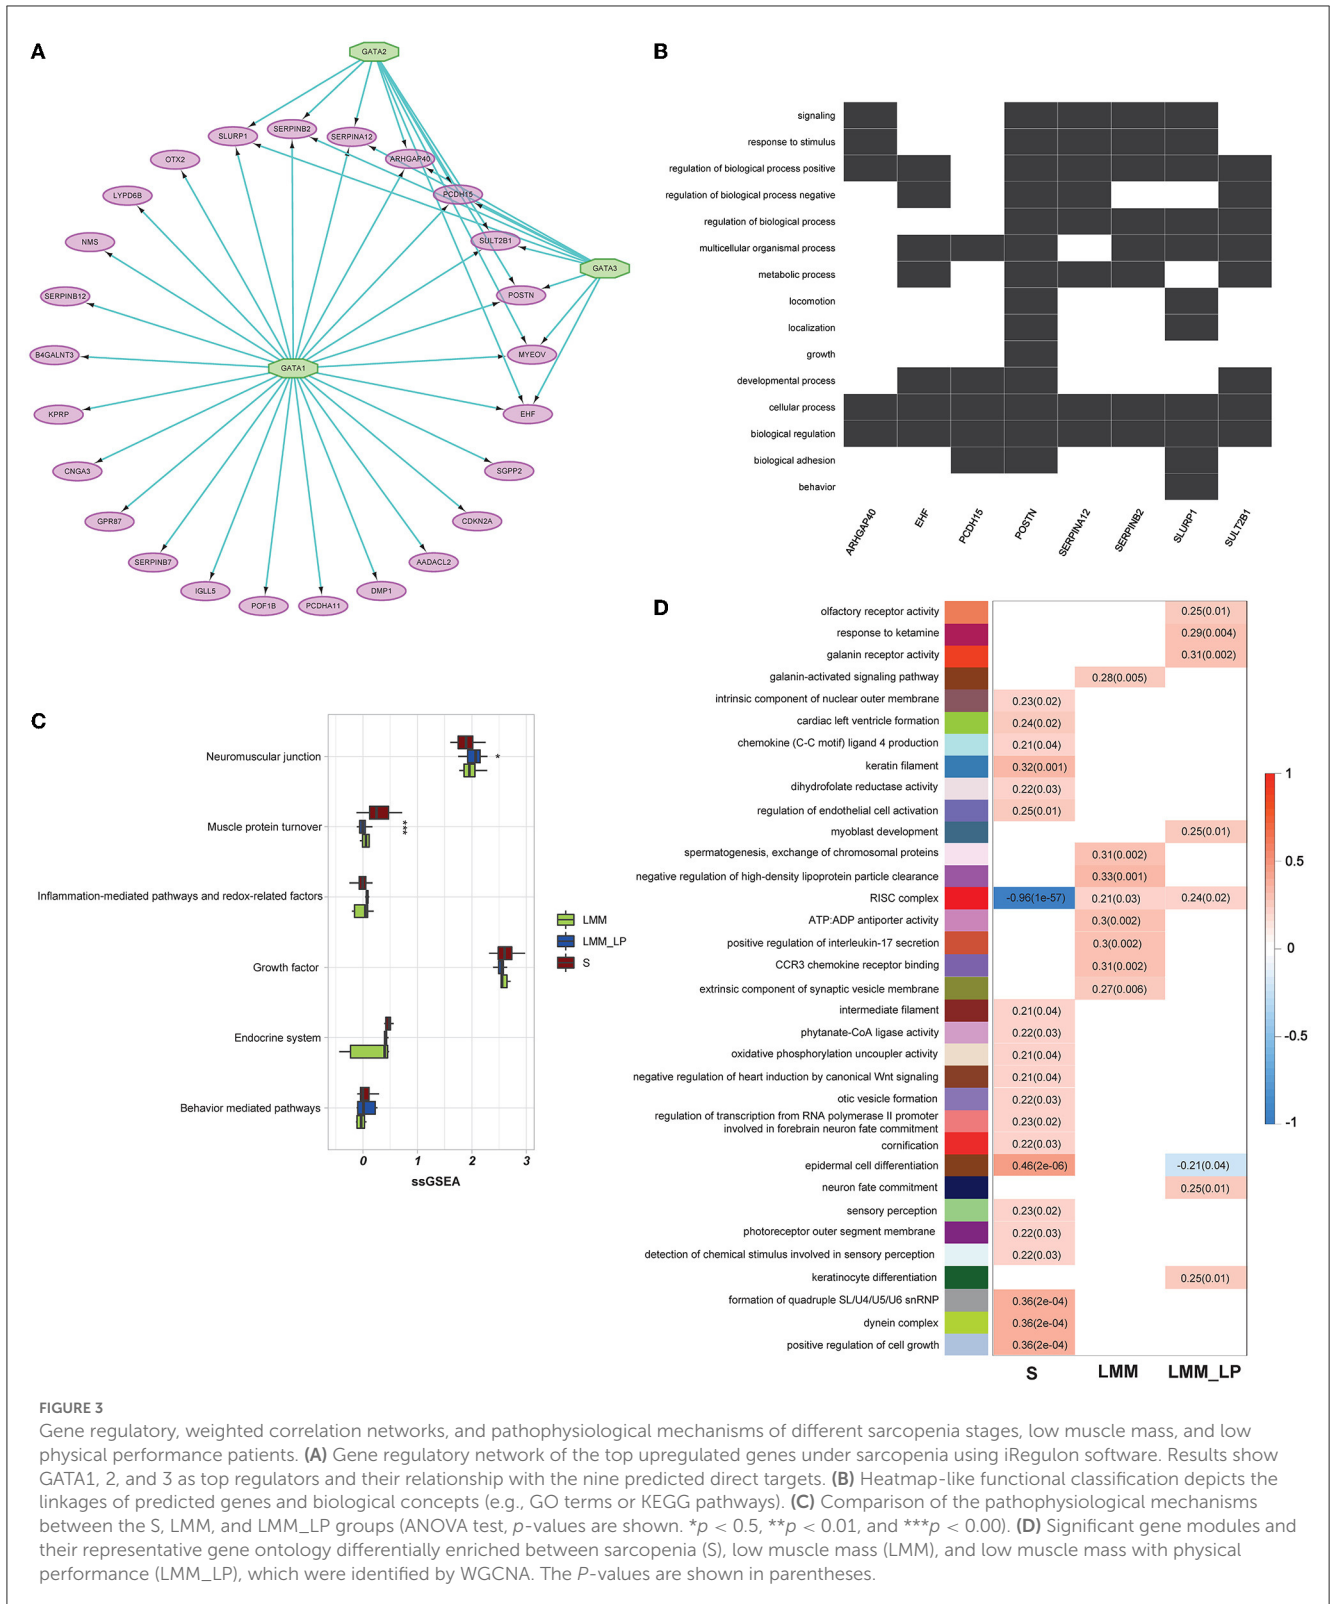 A
GATA2
SLURP1
SERPINB2
SERPINA12
ARHGAP40
OTX2
PCDH15
LYPD6B
SULT2B1
NMS
GATA3
SERPINB12
POSTN
B4GALNT3
MYEOV
GATA1
KPRP
EHF
CNGA3
SGPP2
GPR87
CDKN2A
SERPINB7
AADACL2
IGLL5
DMP1
POF1B
PCDHA11
B
signaling
response to stimulus
regulation of biological process positive
regulation of biological process negative
regulation of biological process
multicellular organismal process
metabolic process
locomotion
localization
growth
developmental process
cellular process
biological regulation
biological adhesion
behavior
ARHGAP40
EHF
PCDH15
POSTN
SERPINA12
SERPINB2
SLURP1
SULT2B1
C
Neuromuscular junction
*
Muscle protein turnover
***
Inflammation-mediated pathways and redox-related factors
Growth factor
Endocrine system
Behavior mediated pathways
0 1 2 3
ssGSEA
LMM
LMM_LP
S
D
olfactory receptor activity 0.25(0.01)
response to ketamine 0.29(0.004)
galanin receptor activity 0.31(0.002)
galanin-activated signaling pathway 0.28(0.005)
intrinsic component of nuclear outer membrane 0.23(0.02)
cardiac left ventricle formation 0.24(0.02)
chemokine (C-C motif) ligand 4 production 0.21(0.04)
keratin filament 0.32(0.001)
dihydrofolate reductase activity 0.22(0.03)
regulation of endothelial cell activation 0.25(0.01)
myoblast development 0.25(0.01)
spermatogenesis, exchange of chromosomal proteins 0.31(0.002)
negative regulation of high-density lipoprotein particle clearance 0.33(0.001)
RISC complex -0.96(1e-57) 0.21(0.03) 0.24(0.02)
ATP:ADP antiporter activity 0.3(0.002)
positive regulation of interleukin-17 secretion 0.3(0.002)
CCR3 chemokine receptor binding 0.31(0.002)
extrinsic component of synaptic vesicle membrane 0.27(0.006)
intermediate filament 0.21(0.04)
phytanate-CoA ligase activity 0.22(0.03)
oxidative phosphorylation uncoupler activity 0.21(0.04)
negative regulation of heart induction by canonical Wnt signaling 0.21(0.04)
otic vesicle formation 0.22(0.03)
regulation of transcription from RNA polymerase II promoter
involved in forebrain neuron fate commitment 0.23(0.02)
cornification 0.22(0.03)
epidermal cell differentiation 0.46(2e-06) -0.21(0.04)
neuron fate commitment 0.25(0.01)
sensory perception 0.23(0.02)
photoreceptor outer segment membrane 0.22(0.03)
detection of chemical stimulus involved in sensory perception 0.22(0.03)
keratinocyte differentiation 0.25(0.01)
formation of quadruple SL/U4/U5/U6 snRNP 0.36(2e-04)
dynein complex 0.36(2e-04)
positive regulation of cell growth 0.36(2e-04)
S LMM LMM_LP
1
0.5
0
-0.5
-1
FIGURE 3
Gene regulatory, weighted correlation networks, and pathophysiological mechanisms of different sarcopenia stages, low muscle mass, and low
physical performance patients. (A) Gene regulatory network of the top upregulated genes under sarcopenia using iRegulon software. Results show
GATA1, 2, and 3 as top regulators and their relationship with the nine predicted direct targets. (B) Heatmap-like functional classification depicts the
linkages of predicted genes and biological concepts (e.g., GO terms or KEGG pathways). (C) Comparison of the pathophysiological mechanisms
between the S, LMM, and LMM_LP groups (ANOVA test, p-values are shown. *p < 0.5, **p < 0.01, and ***p < 0.00). (D) Significant gene modules and
their representative gene ontology differentially enriched between sarcopenia (S), low muscle mass (LMM), and low muscle mass with physical
performance (LMM_LP), which were identified by WGCNA. The P-values are shown in parentheses.